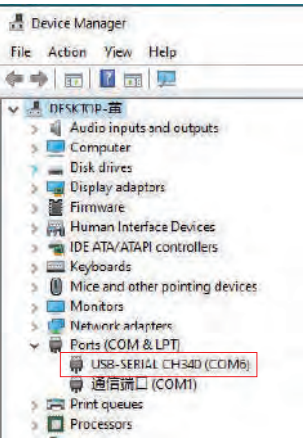 Device Manager
File Action View Help
DESKTOP-苗
Audio inputs and outputs
Computer
Disk drives
Display adaptors
Firmware
Human Interface Devices
IDE ATA/ATAPI controllers
Keyboards
Mice and other pointing devices
Monitors
Network adapters
Ports (COM & LPT)
USB-SERIAL CH340 (COM6)
通信端口 (COM1)
Print queues
Processors